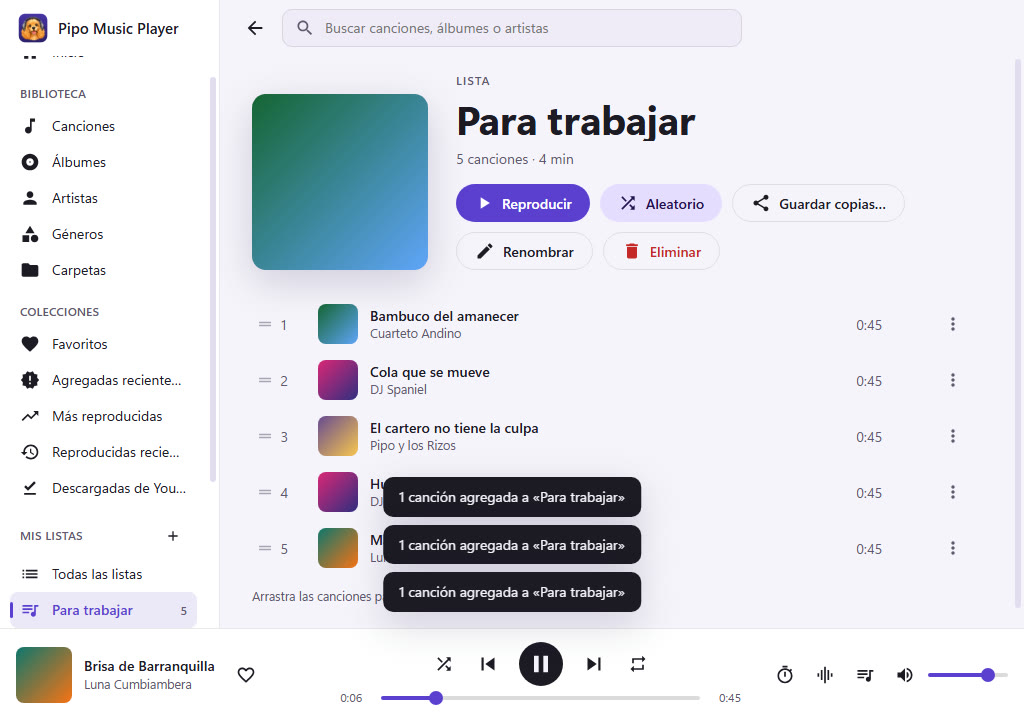 Pipo Music Player
Buscar canciones, álbumes o artistas
BIBLIOTECA
Canciones
Álbumes
Artistas
Géneros
Carpetas
COLECCIONES
Favoritos
Agregadas reciente...
Más reproducidas
Reproducidas recie...
Descargadas de You...
MIS LISTAS
Todas las listas
Para trabajar 5
LISTA
Para trabajar
5 canciones · 4 min
Reproducir
Aleatorio
Guardar copias...
Renombrar
Eliminar
1 Bambuco del amanecer 0:45
Cuarteto Andino
2 Cola que se mueve 0:45
DJ Spaniel
3 El cartero no tiene la culpa 0:45
Pipo y los Rizos
4 0:45
DJ
5 0:45
1 canción agregada a «Para trabajar»
1 canción agregada a «Para trabajar»
1 canción agregada a «Para trabajar»
Arrastra las canciones
Brisa de Barranquilla
Luna Cumbiambera
0:06
0:45